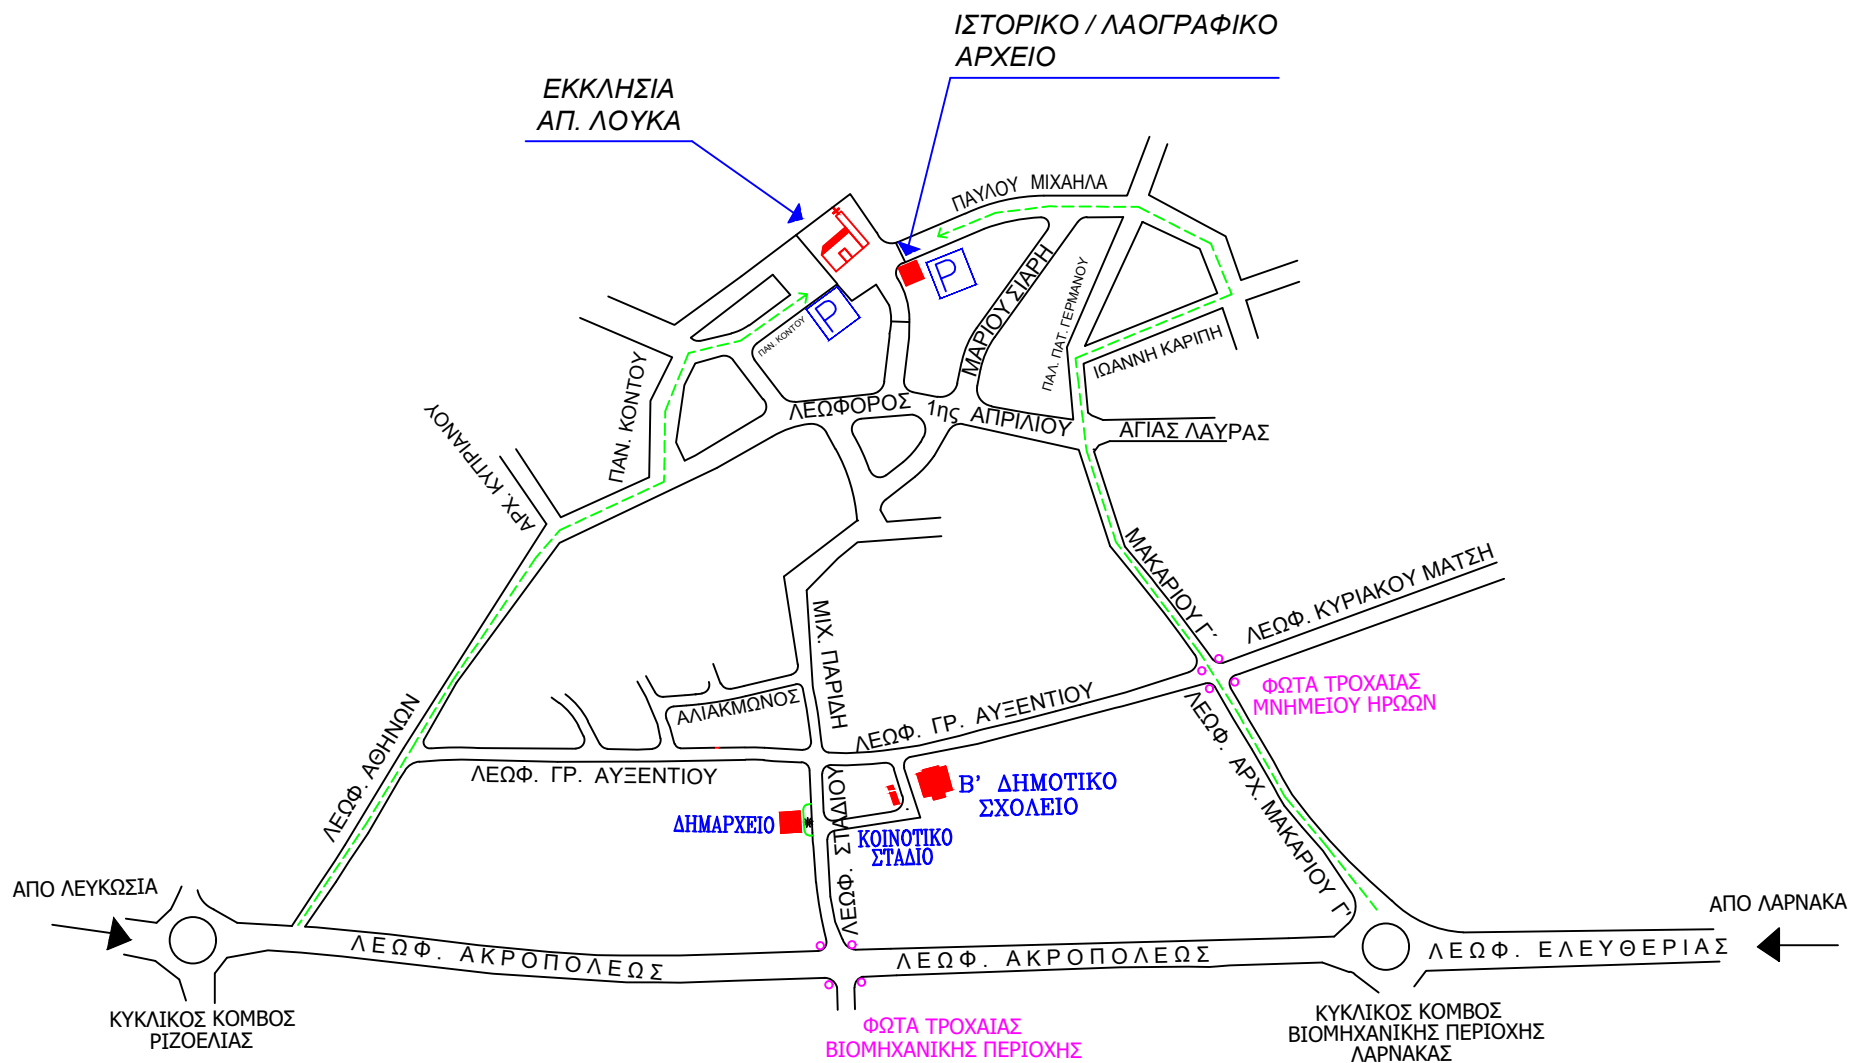 ΙΣΤΟΡΙΚΟ / ΛΑΟΓΡΑΦΙΚΟ
ΑΡΧΕΙΟ
ΕΚΚΛΗΣΙΑ
ΑΠ. ΛΟΥΚΑ
ΠΑΥΛΟΥ ΜΙΧΑΗΛΑ
P
P
ΠΑΝ. ΚΟΝΤΟΥ
ΜΑΡΙΟΥ ΣΙΑΡΗ
ΠΑΛ. ΠΑΤ. ΓΕΡΜΑΝΟΥ
ΙΩΑΝΝΗ ΚΑΡΙΠΗ
ΠΑΝ. ΚΟΝΤΟΥ
ΑΡΧ. ΚΥΠΡΙΑΝΟΥ
ΛΕΩΦΟΡΟΣ 1ης ΑΠΡΙΛΙΟΥ
ΑΓΙΑΣ ΛΑΥΡΑΣ
ΜΑΚΑΡΙΟΥ Γ΄
ΛΕΩΦ. ΚΥΡΙΑΚΟΥ ΜΑΤΣΗ
ΜΙΧ. ΠΑΡΙΔΗ
ΑΛΙΑΚΜΩΝΟΣ
ΛΕΩΦ. ΓΡ. ΑΥΞΕΝΤΙΟΥ
ΦΩΤΑ ΤΡΟΧΑΙΑΣ
ΜΝΗΜΕΙΟΥ ΗΡΩΩΝ
ΛΕΩΦ. ΑΘΗΝΩΝ
ΛΕΩΦ. ΓΡ. ΑΥΞΕΝΤΙΟΥ
ΛΕΩΦ. ΣΤΑΔΙΟΥ
Β' ΔΗΜΟΤΙΚΟ
ΣΧΟΛΕΙΟ
ΔΗΜΑΡΧΕΙΟ
ΚΟΙΝΟΤΙΚΟ
ΣΤΑΔΙΟ
ΛΕΩΦ. ΑΡΧ. ΜΑΚΑΡΙΟΥ Γ'
ΑΠΟ ΛΕΥΚΩΣΙΑ
ΑΠΟ ΛΑΡΝΑΚΑ
ΛΕΩΦ. ΑΚΡΟΠΟΛΕΩΣ
ΛΕΩΦ. ΑΚΡΟΠΟΛΕΩΣ
ΛΕΩΦ. ΕΛΕΥΘΕΡΙΑΣ
ΚΥΚΛΙΚΟΣ ΚΟΜΒΟΣ
ΡΙΖΟΕΛΙΑΣ
ΦΩΤΑ ΤΡΟΧΑΙΑΣ
ΒΙΟΜΗΧΑΝΙΚΗΣ ΠΕΡΙΟΧΗΣ
ΚΥΚΛΙΚΟΣ ΚΟΜΒΟΣ
ΒΙΟΜΗΧΑΝΙΚΗΣ ΠΕΡΙΟΧΗΣ
ΛΑΡΝΑΚΑΣ